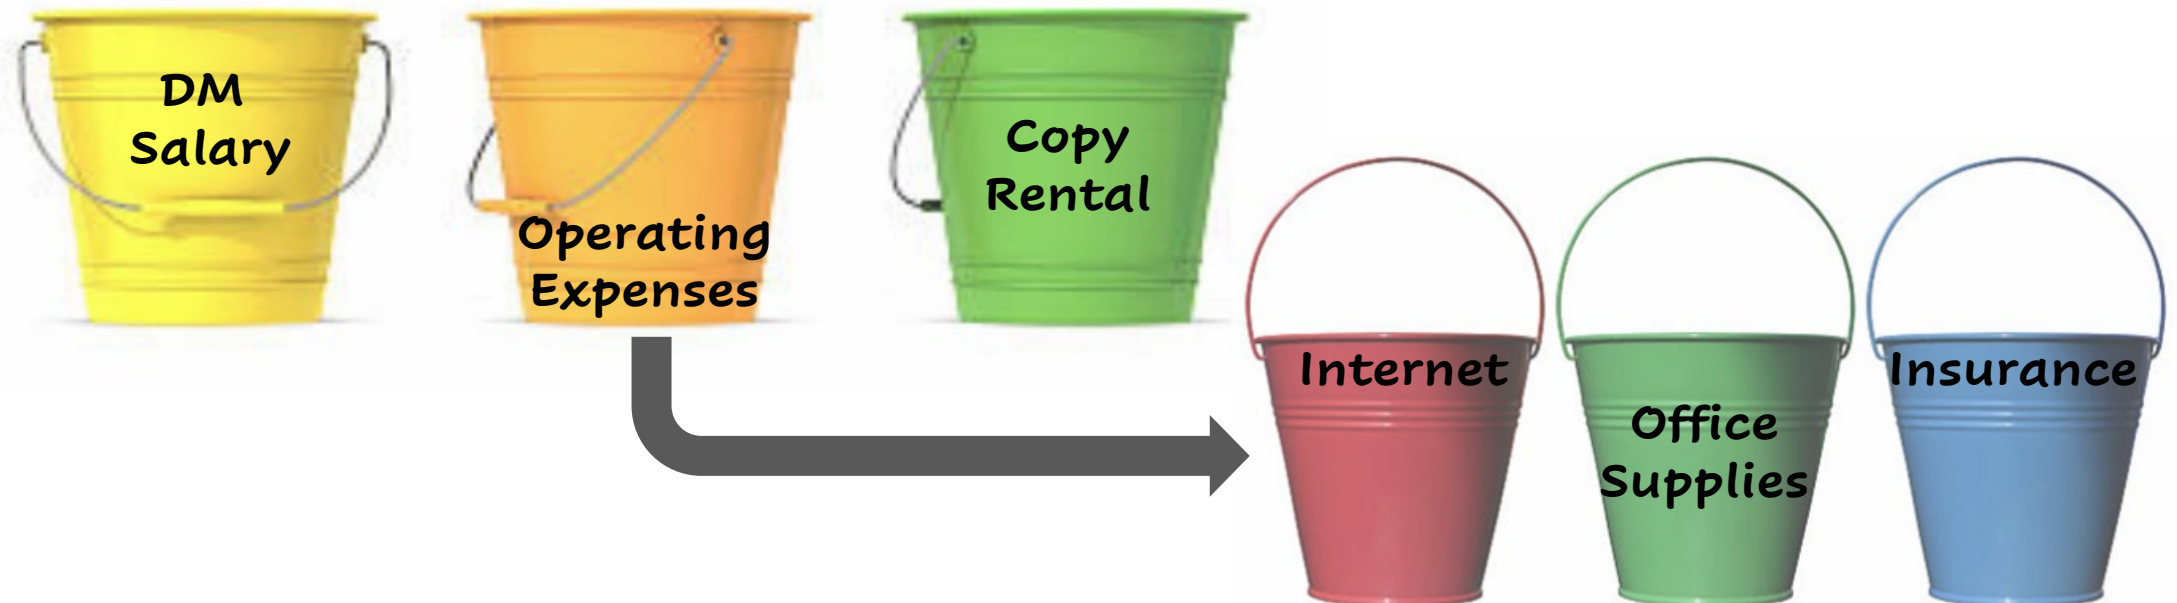 DM
Salary
Operating
Expenses
Copy
Rental
Internet
Office
Supplies
Insurance